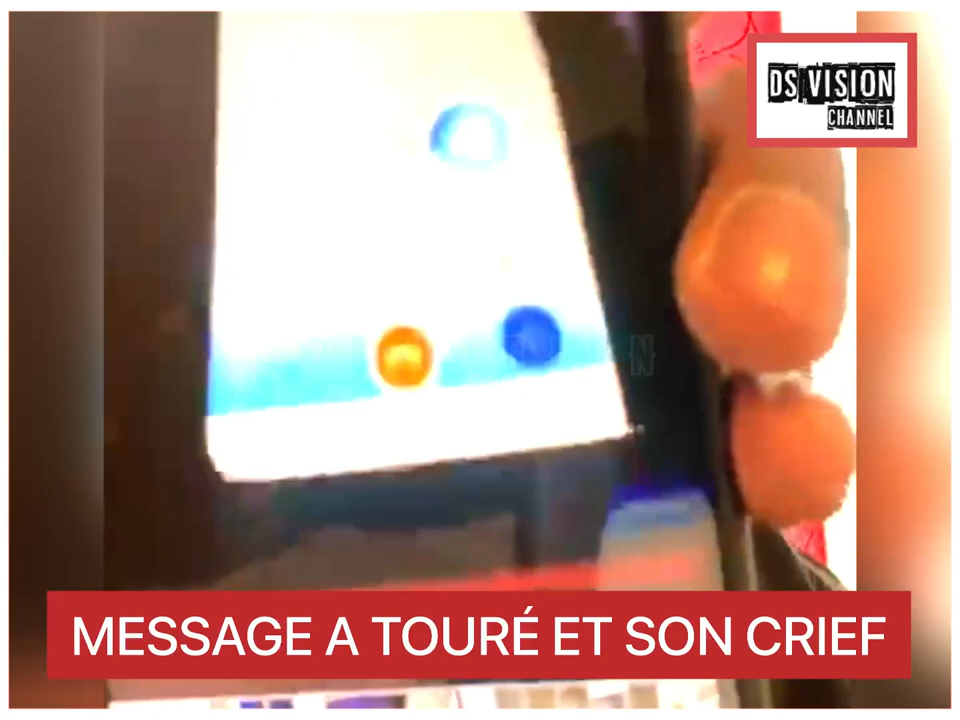 DS VISION
CHANNEL
MESSAGE A TOURÉ ET SON CRIEF